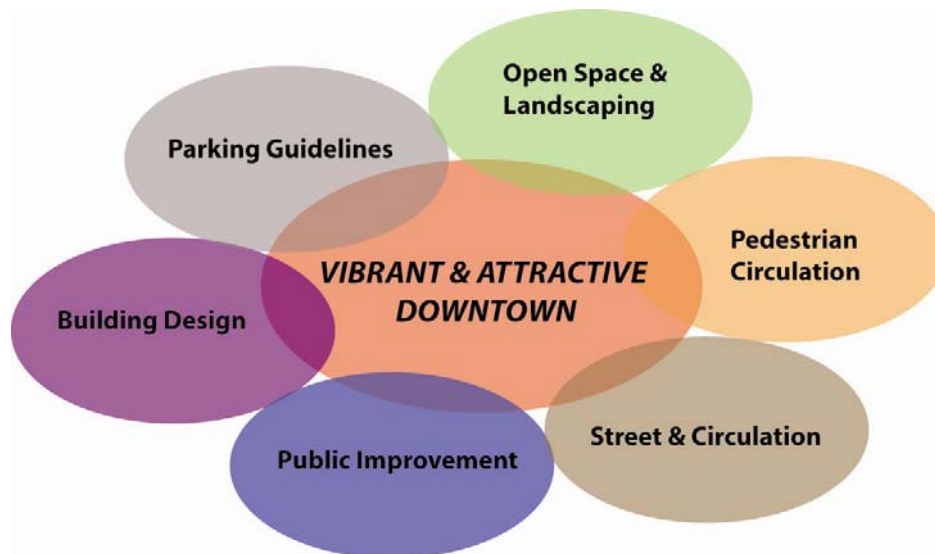 Open Space &
Landscaping
Parking Guidelines
Pedestrian
Circulation
VIBRANT & ATTRACTIVE
DOWNTOWN
Building Design
Street & Circulation
Public Improvement